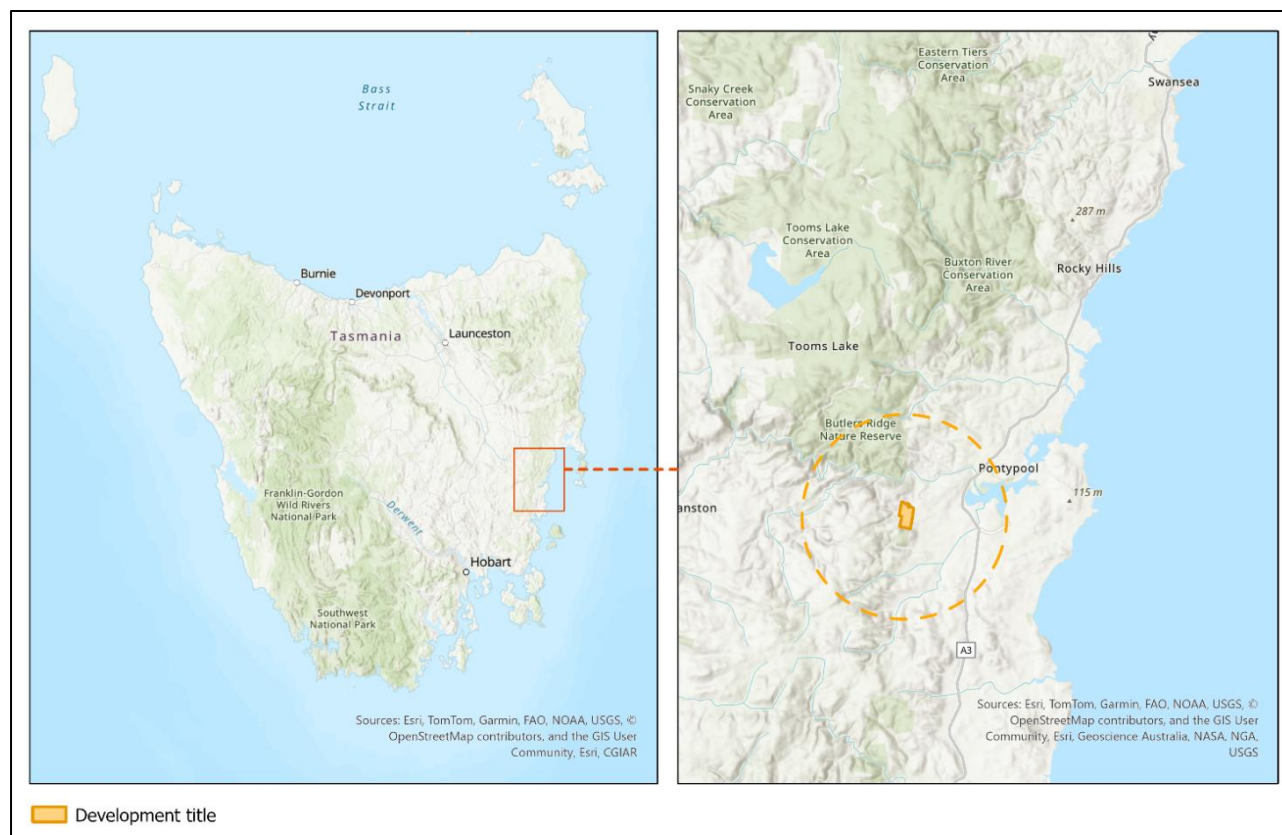 Bass
Strait
Burnie
Devonport
Tasmania
Launceston
Franklin-Gordon
Wild Rivers
National Park
Derwent
Hobart
Southwest
National Park
Sources: Esri, TomTom, Garmin, FAO, NOAA, USGS, ©
OpenStreetMap contributors, and the GIS User
Community, Esri, CGIAR
Eastern Tiers
Conservation
Area
Swansea
Snaky Creek
Conservation
Area
287 m
Tooms Lake
Conservation
Area
Buxton River
Conservation
Area
Rocky Hills
Tooms Lake
Butlers Ridge
Nature Reserve
Pontypool
115 m
anston
A3
Sources: Esri, TomTom, Garmin, FAO, NOAA, USGS, ©
OpenStreetMap contributors, and the GIS User
Community, Esri, Geoscience Australia, NASA, NGA,
USGS
Development title